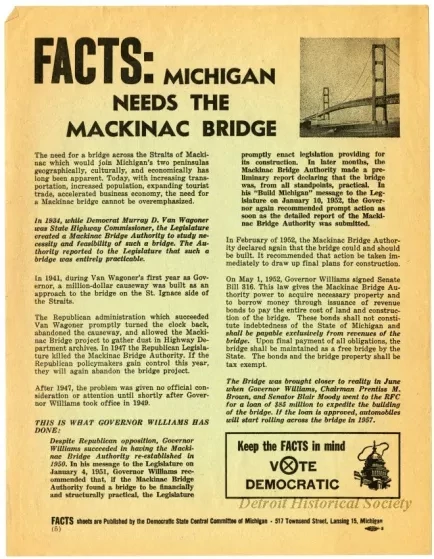 FACTS: MICHIGAN
NEEDS THE
MACKINAC BRIDGE
The need for a bridge across the Straits of Macki-
nac which would join Michigan's two peninsulas
geographically, culturally, and economically has
long been apparent. Today, with increasing trans-
portation, increased population, expanding tourist
trade, accelerated business economy, the need for
a Mackinac bridge cannot be overemphasized.
In 1934, while Democrat Murray D. Van Wagoner
was State Highway Commissioner, the Legislature
created a Mackinac Bridge Authority to study ne-
cessity and feasibility of such a bridge. The Au-
thority reported to the Legislature that such a
bridge was entirely practicable.
In 1941, during Van Wagoner's first year as Gov-
ernor, a million-dollar causeway was built as an
approach to the bridge on the St. Ignace side of
the Straits.
The Republican administration which succeeded
Van Wagoner promptly turned the clock back,
abandoned the causeway, and allowed the Macki-
nac Bridge project to gather dust in Highway De-
partment archives. In 1947 the Republican Legisla-
ture killed the Mackinac Bridge Authority. If the
Republican policymakers gain control this year,
they will again abandon the bridge project.
After 1947, the problem was given no official con-
sideration or attention until shortly after Gover-
nor Williams took office in 1949.
THIS IS WHAT GOVERNOR WILLIAMS HAS
DONE:
Despite Republican opposition, Governor
Williams succeeded in having the Macki-
nac Bridge Authority re-established in
1950. In his message to the Legislature on
January 4, 1951, Governor Williams rec-
ommended that, if the Mackinac Bridge
Authority found a bridge to be financially
and structurally practical, the Legislature
promptly enact legislation providing for
its construction. In later months, the
Mackinac Bridge Authority made a pre-
liminary report declaring that the bridge
was, from all standpoints, practical. In
his "Build Michigan" message to the Leg-
islature on January 10, 1952, the Gover-
nor again recommended prompt action as
soon as the detailed report of the Macki-
nac Bridge Authority was submitted.
In February of 1952, the Mackinac Bridge Author-
ity declared again that the bridge could and should
be built. It recommended that action be taken im-
mediately to draw up final plans for construction.
On May 1, 1952, Governor Williams signed Senate
Bill 316. This law gives the Mackinac Bridge Au-
thority power to acquire necessary property and
to borrow money through issuance of revenue
bonds to pay the entire cost of land and construc-
tion of the bridge. These bonds shall not consti-
tute indebtedness of the State of Michigan and
shall be payable exclusively from revenues of the
bridge. Upon final payment of all obligations, the
bridge shall be maintained as a free bridge by the
State. The bonds and the bridge property shall be
tax exempt.
The Bridge was brought closer to reality in June
when Governor Williams, Chairman Prentiss M.
Brown, and Senator Blair Moody went to the RFC
for a loan of $85 million to expedite the building
of the bridge. If the loan is approved, automobiles
will start rolling across the bridge in 1957.
Keep the FACTS in mind
VOTE
DEMOCRATIC
Detroit Historical Society
FACTS sheets are Published by the Democratic State Central Committee of Michigan - 517 Townsend Street, Lansing 15, Michigan
(5)